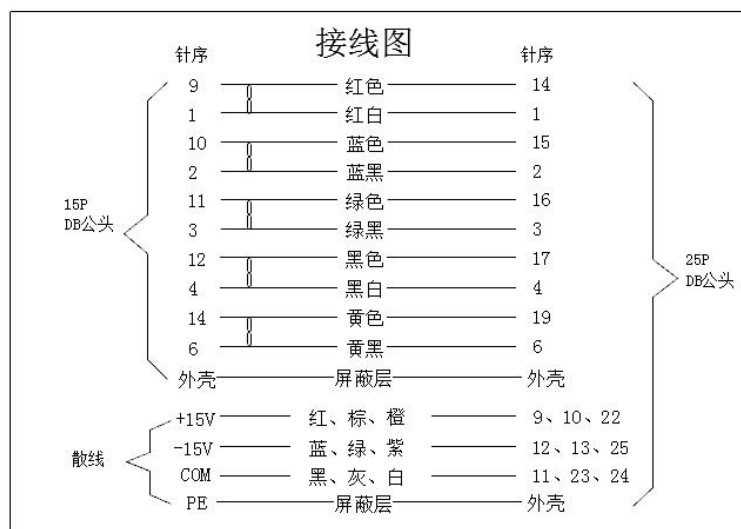 接线图
针序 针序
9 红色 14
1 红白 1
10 蓝色 15
2 蓝黑 2
11 绿色 16
3 绿黑 3
15P
DB公头
12 黑色 17
4 黑白 4
25P
DB公头
14 黄色 19
6 黄黑 6
外壳 屏蔽层 外壳
+15V 红、棕、橙 9、10、22
-15V 蓝、绿、紫 12、13、25
散线
COM 黑、灰、白 11、23、24
PE 屏蔽层 外壳